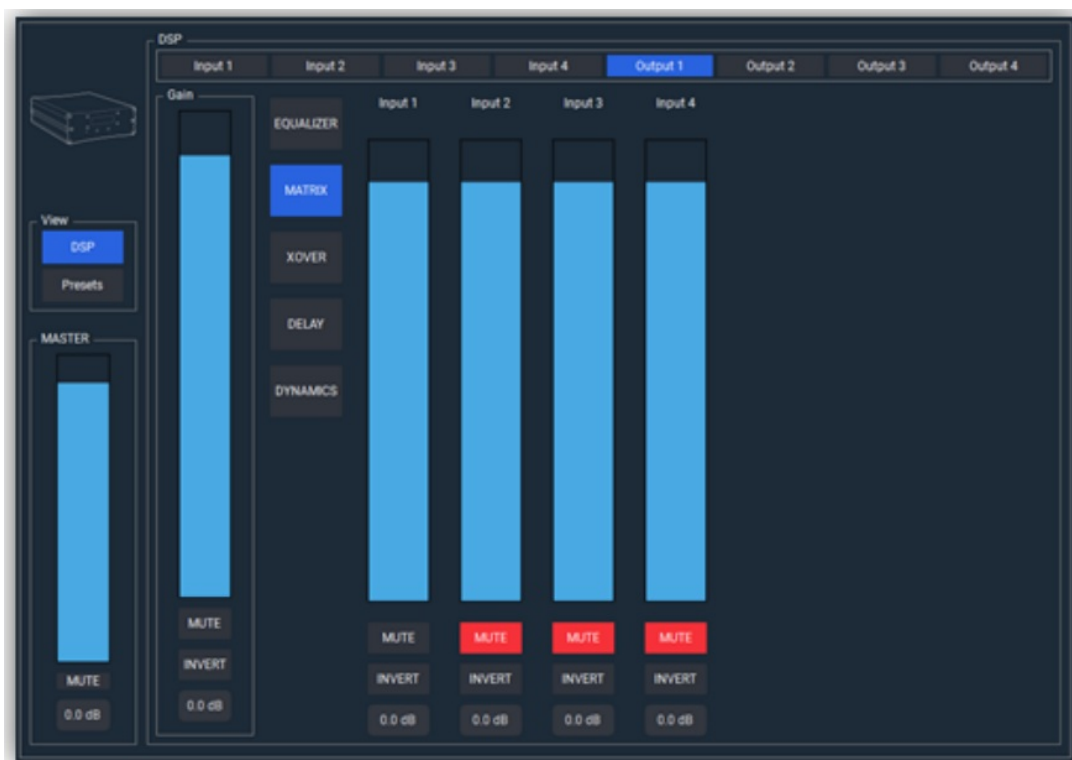 DSP
Input 1 Input 2 Input 3 Input 4 Output 1 Output 2 Output 3 Output 4
View
DSP
Presets
MASTER
MUTE
0.0 dB
Gain
MUTE
INVERT
0.0 dB
EQUALIZER
MATRIX
XOVER
DELAY
DYNAMICS
Input 1 Input 2 Input 3 Input 4
MUTE MUTE MUTE MUTE
INVERT INVERT INVERT INVERT
0.0 dB 0.0 dB 0.0 dB 0.0 dB